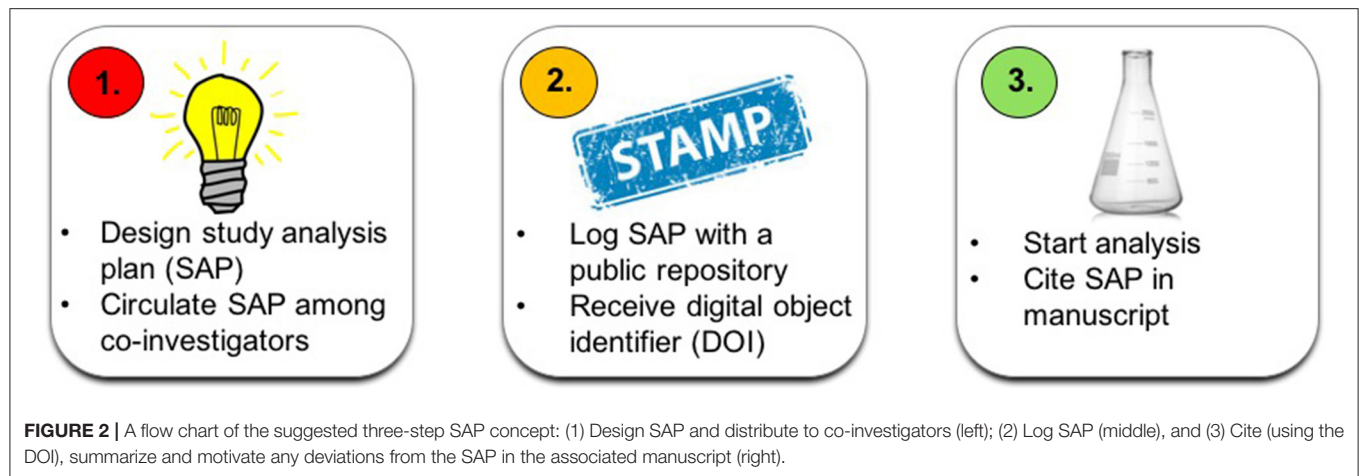 1.
• Design study analysis
plan (SAP)
• Circulate SAP among
co-investigators
2.
STAMP
• Log SAP with a
public repository
• Receive digital object
identifier (DOI)
3.
• Start analysis
• Cite SAP in
manuscript
FIGURE 2 | A flow chart of the suggested three-step SAP concept: (1) Design SAP and distribute to co-investigators (left); (2) Log SAP (middle), and (3) Cite (using the
DOI), summarize and motivate any deviations from the SAP in the associated manuscript (right).